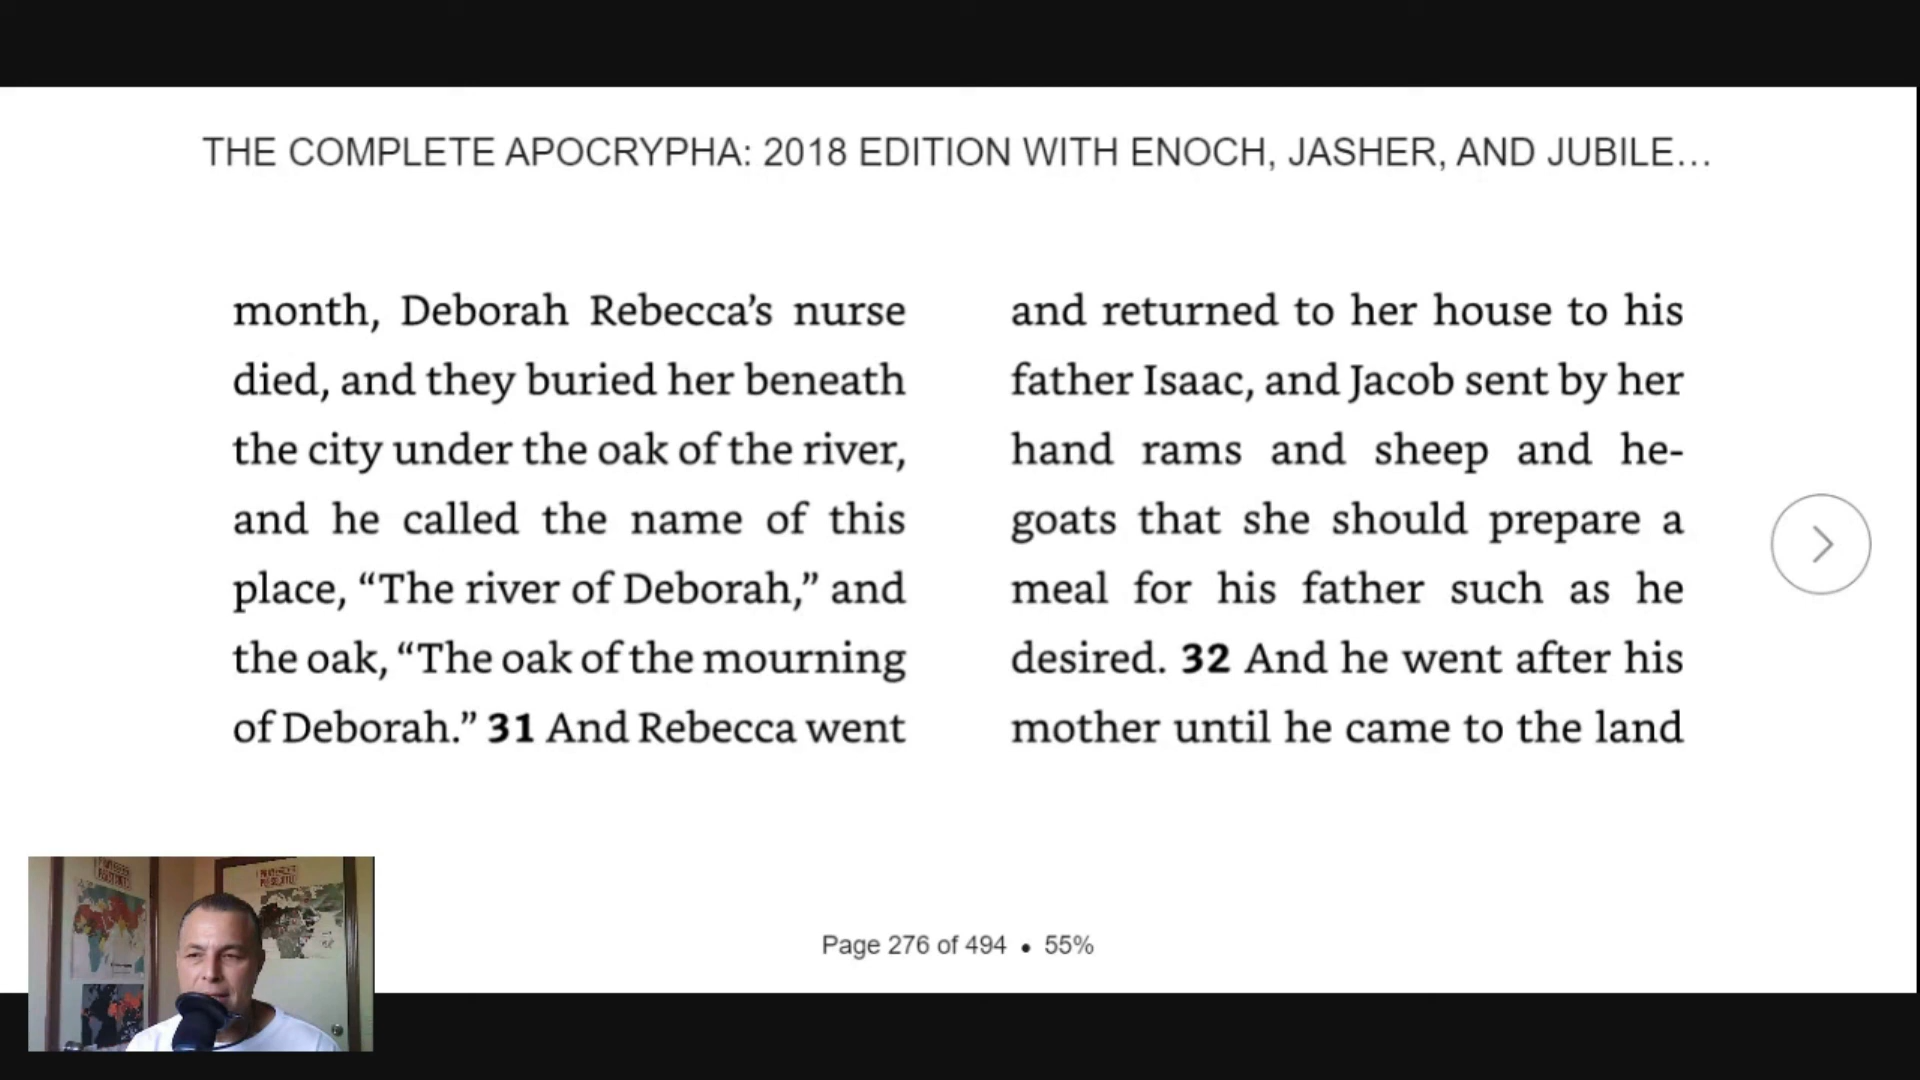 THE COMPLETE APOCRYPHA: 2018 EDITION WITH ENOCH, JASHER, AND JUBILE…
month, Deborah Rebecca’s nurse
died, and they buried her beneath
the city under the oak of the river,
and he called the name of this
place, “The river of Deborah,” and
the oak, “The oak of the mourning
of Deborah.” 31 And Rebecca went
and returned to her house to his
father Isaac, and Jacob sent by her
hand rams and sheep and he-
goats that she should prepare a
meal for his father such as he
desired. 32 And he went after his
mother until he came to the land
Page 276 of 494 • 55%